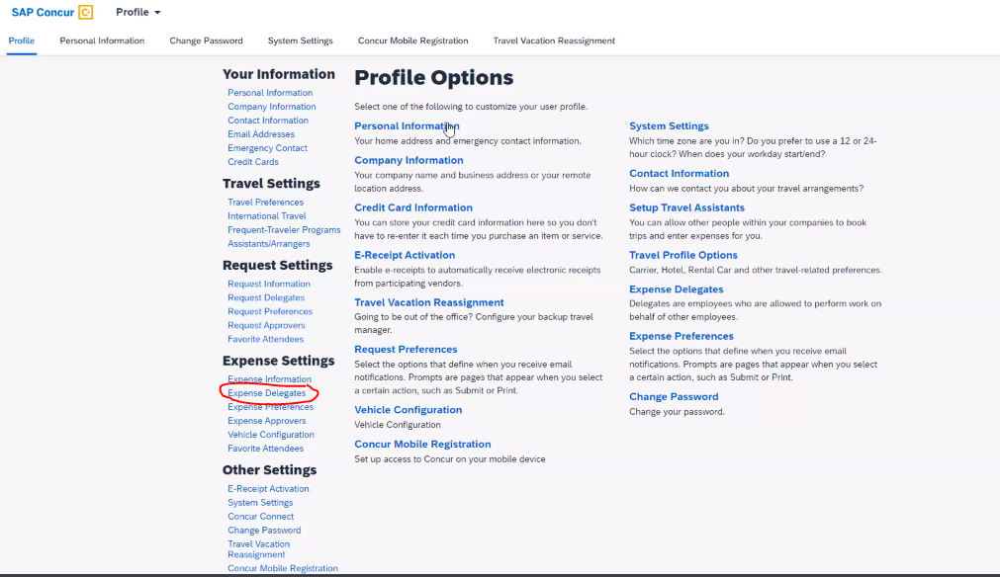 SAP Concur C Profile
Profile Personal Information Change Password System Settings Concur Mobile Registration Travel Vacation Reassignment
Your Information
Personal Information
Company Information
Contact Information
Email Addresses
Emergency Contact
Credit Cards
Travel Settings
Travel Preferences
International Travel
Frequent-Traveler Programs
Assistants/Arrangers
Request Settings
Request Information
Request Delegates
Request Preferences
Request Approvers
Favorite Attendees
Expense Settings
Expense Information
Expense Delegates
Expense Preferences
Expense Approvers
Vehicle Configuration
Favorite Attendees
Other Settings
E-Receipt Activation
System Settings
Concur Connect
Change Password
Travel Vacation
Reassignment
Concur Mobile Registration
Profile Options
Select one of the following to customize your user profile.
Personal Information
Your home address and emergency contact information.
Company Information
Your company name and business address or your remote
location address.
Credit Card Information
You can store your credit card information here so you don't
have to re-enter it each time you purchase an item or service.
E-Receipt Activation
Enable e-receipts to automatically receive electronic receipts
from participating vendors.
Travel Vacation Reassignment
Going to be out of the office? Configure your backup travel
manager.
Request Preferences
Select the options that define when you receive email
notifications. Prompts are pages that appear when you select
a certain action, such as Submit or Print.
Vehicle Configuration
Vehicle Configuration
Concur Mobile Registration
Set up access to Concur on your mobile device
System Settings
Which time zone are you in? Do you prefer to use a 12 or 24-
hour clock? When does your workday start/end?
Contact Information
How can we contact you about your travel arrangements?
Setup Travel Assistants
You can allow other people within your companies to book
trips and enter expenses for you.
Travel Profile Options
Carrier, Hotel, Rental Car and other travel-related preferences.
Expense Delegates
Delegates are employees who are allowed to perform work on
behalf of other employees.
Expense Preferences
Select the options that define when you receive email
notifications. Prompts are pages that appear when you select
a certain action, such as Submit or Print.
Change Password
Change your password.